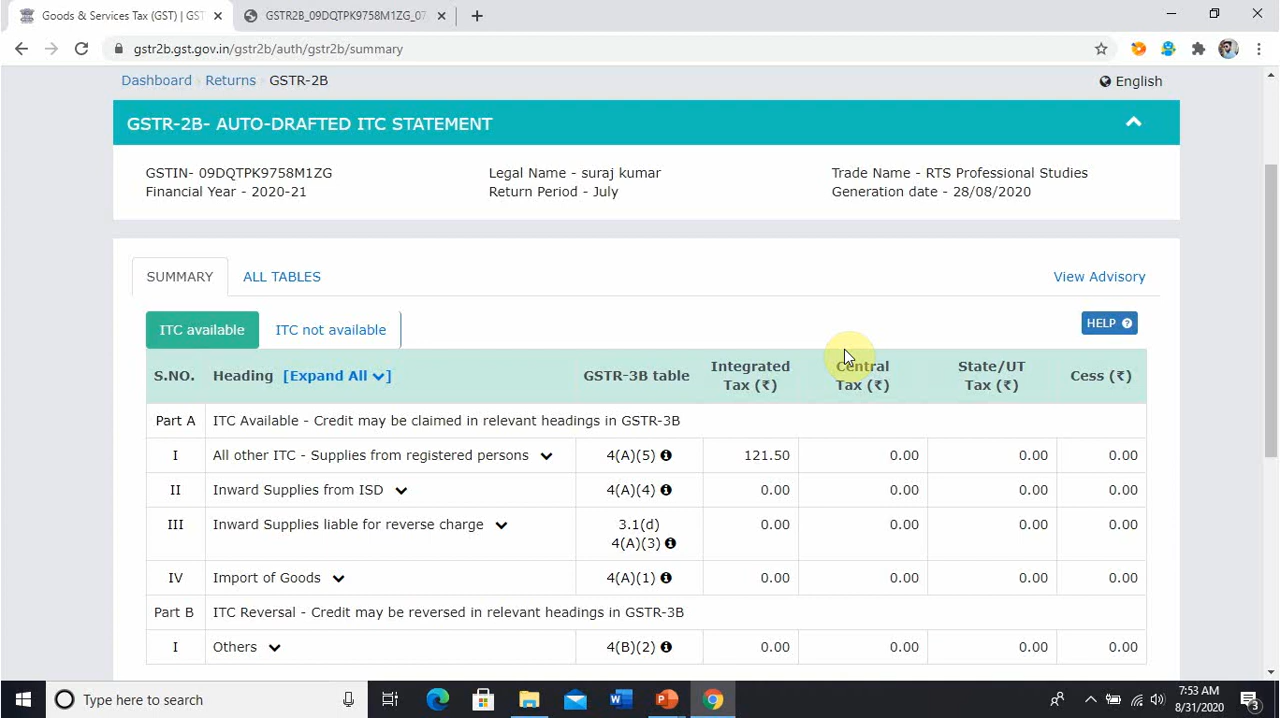 Goods & Services Tax (GST) | GST
GSTR2B_09DQTPK9758M1ZG_07
gstr2b.gst.gov.in/gstr2b/auth/gstr2b/summary
Dashboard › Returns › GSTR-2B
English
GSTR-2B- AUTO-DRAFTED ITC STATEMENT
GSTIN- 09DQTPK9758M1ZG Legal Name - suraj kumar Trade Name - RTS Professional Studies
Financial Year - 2020-21 Return Period - July Generation date - 28/08/2020
SUMMARY ALL TABLES View Advisory
ITC available ITC not available HELP ?
S.NO. Heading [Expand All] GSTR-3B table Integrated Tax (₹) Central Tax (₹) State/UT Tax (₹) Cess (₹)
Part A ITC Available - Credit may be claimed in relevant headings in GSTR-3B
I All other ITC - Supplies from registered persons 4(A)(5) 121.50 0.00 0.00 0.00
II Inward Supplies from ISD 4(A)(4) 0.00 0.00 0.00 0.00
III Inward Supplies liable for reverse charge 3.1(d) 0.00 0.00 0.00 0.00
4(A)(3)
IV Import of Goods 4(A)(1) 0.00 0.00 0.00 0.00
Part B ITC Reversal - Credit may be reversed in relevant headings in GSTR-3B
I Others 4(B)(2) 0.00 0.00 0.00 0.00
Type here to search
7:53 AM
8/31/2020
3